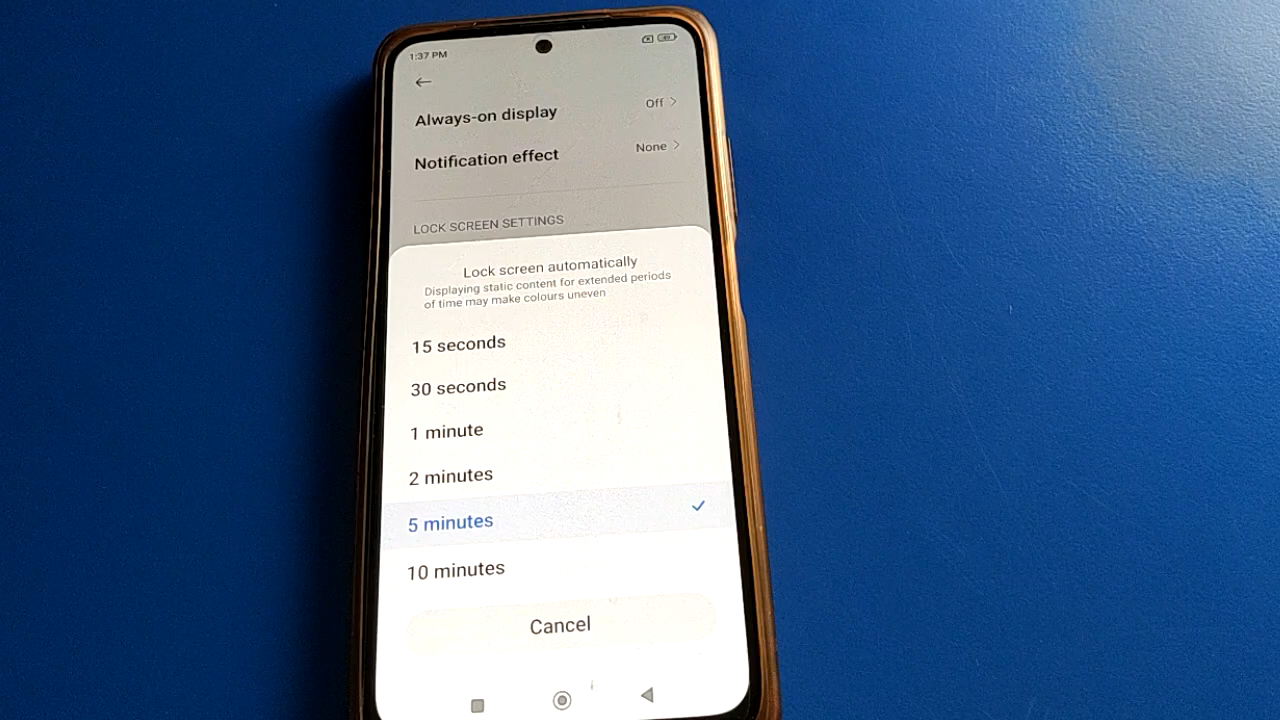 1:37 PM
Always-on display
Off
Notification effect
None
LOCK SCREEN SETTINGS
Lock screen automatically
Displaying static content for extended periods
of time may make colours uneven
15 seconds
30 seconds
1 minute
2 minutes
5 minutes
10 minutes
Cancel